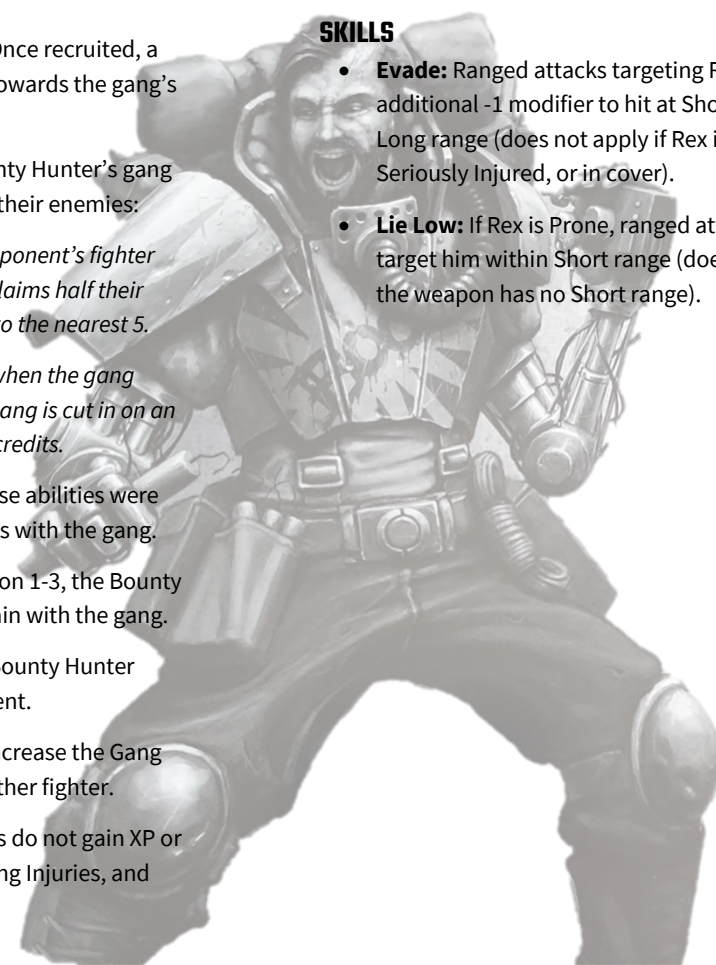 Once recruited, a
owards the gang's
nty Hunter's gang
their enemies:
ponent's fighter
laims half their
o the nearest 5.
when the gang
ang is cut in on an
credits.
se abilities were
s with the gang.
on 1-3, the Bounty
in with the gang.
ounty Hunter
ent.
crease the Gang
ther fighter.
s do not gain XP or
ng Injuries, and
SKILLS
• Evade: Ranged attacks targeting R
additional -1 modifier to hit at Sho
Long range (does not apply if Rex i
Seriously Injured, or in cover).
• Lie Low: If Rex is Prone, ranged at
target him within Short range (doe
the weapon has no Short range).